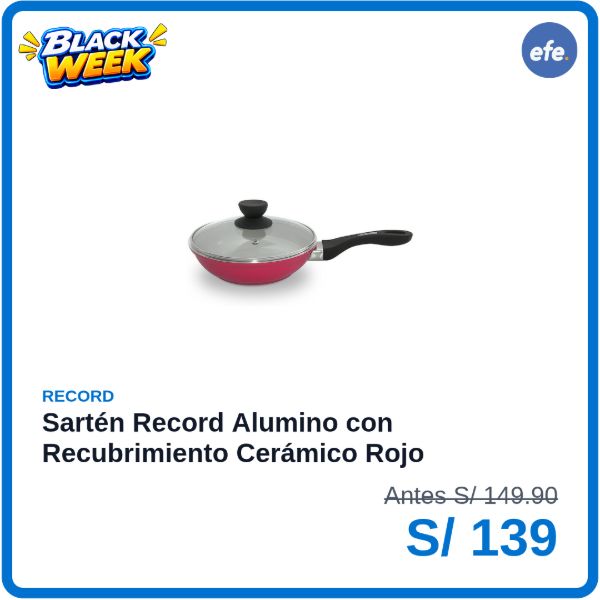 BLACK
WEEK
efe.
RECORD
Sartén Record Alumino con
Recubrimiento Cerámico Rojo
Antes S/ 149.90
S/ 139